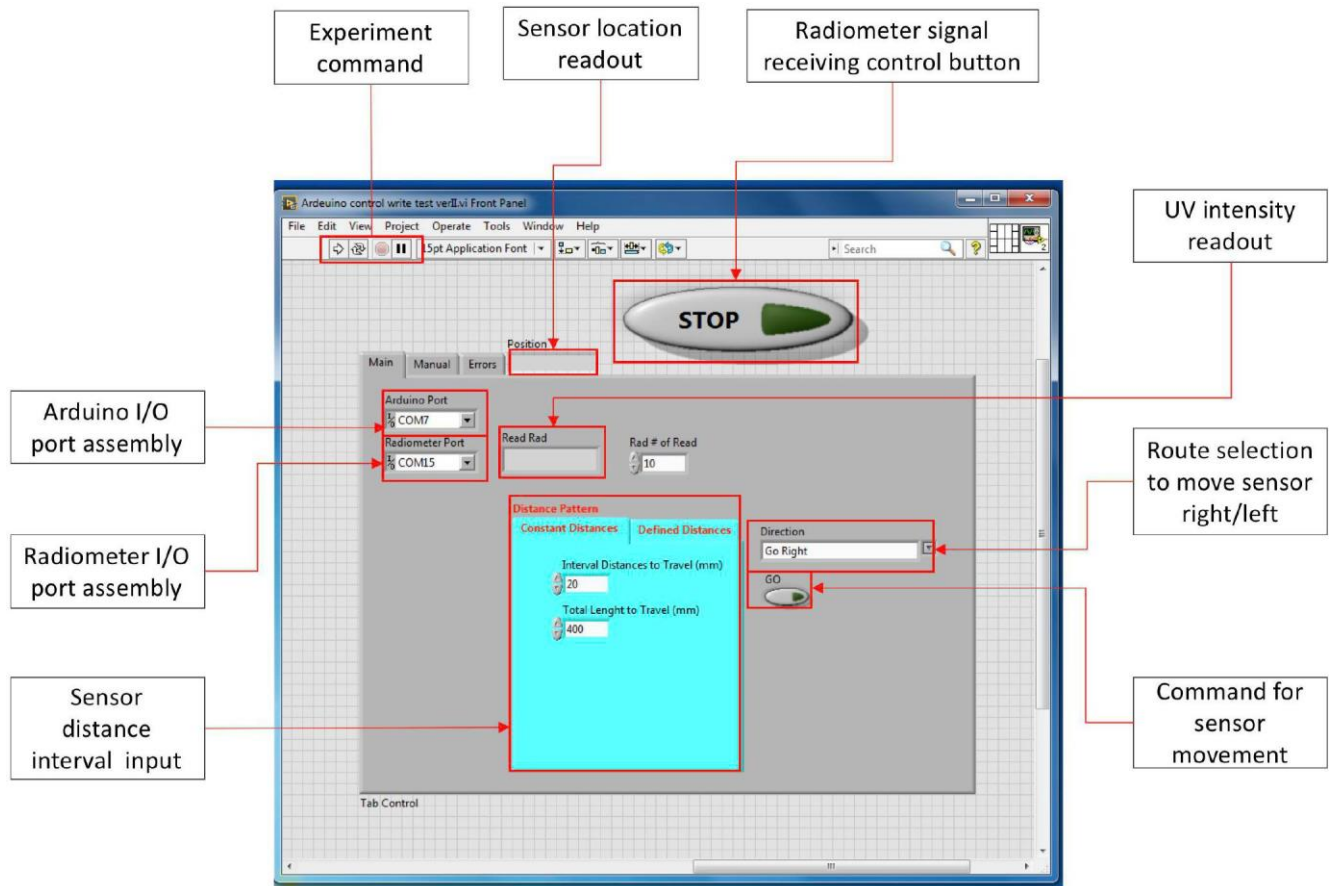 Experiment
command
Sensor location
readout
Radiometer signal
receiving control button
UV intensity
readout
Ardeuino control write test verII.vi Front Panel
File Edit View Project Operate Tools Window Help
15pt Application Font
Search
2
STOP
Position
Main Manual Errors
Arduino I/O
port assembly
Arduino Port
COM7
Radiometer Port
COM15
Read Rad
Rad # of Read
10
Route selection
to move sensor
right/left
Radiometer I/O
port assembly
Distance Pattern
Constant Distances Defined Distances
Interval Distances to Travel (mm)
20
Total Lenght to Travel (mm)
400
Direction
Go Right
GO
Sensor
distance
interval input
Command for
sensor
movement
Tab Control